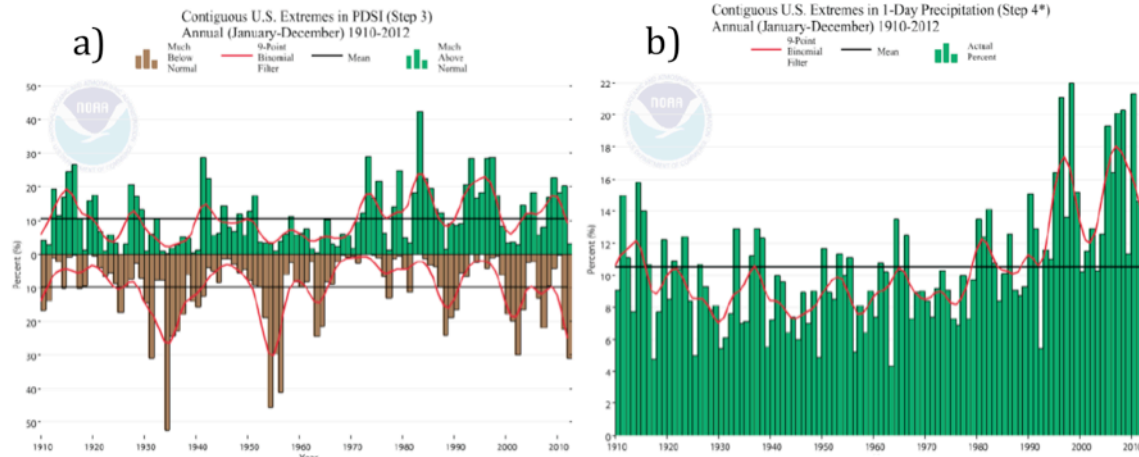 a)
Contiguous U.S. Extremes in PDSI (Step 3)
Annual (January-December) 1910-2012
Much
Below
Normal
9-Point
Binomial
Filter
Mean
Much
Above
Normal
50
40
30
20
10
0
10
20
30
40
50
Percent (%)
NOAA
1910
1920
1930
1940
1950
1960
1970
1980
1990
2000
2010
b)
Contiguous U.S. Extremes in 1-Day Precipitation (Step 4*)
Annual (January-December) 1910-2012
9-Point
Binomial
Filter
Mean
Actual
Percent
22
20
18
16
14
12
10
8
6
4
2
0
Percent (%)
NOAA
1910
1920
1930
1940
1950
1960
1970
1980
1990
2000
2010